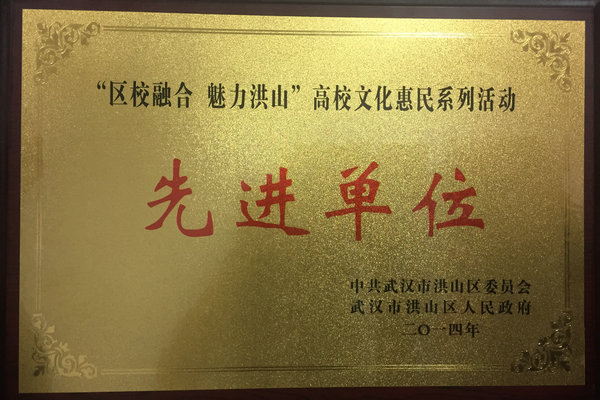 “区校融合 魅力洪山”高校文化惠民系列活动
先进单位
中共武汉市洪山区委员会
武汉市洪山区人民政府
二〇一四年